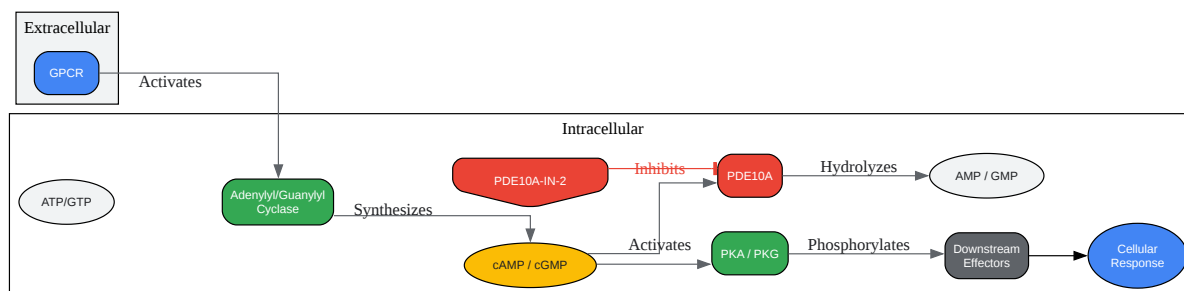 Extracellular
GPCR
Activates
Intracellular
ATP/GTP
Adenylyl/Guanylyl
Cyclase
Synthesizes
PDE10A-IN-2
Inhibits
PDE10A
Hydrolyzes
AMP / GMP
cAMP / cGMP
Activates
PKA / PKG
Phosphorylates
Downstream
Effectors
Cellular
Response